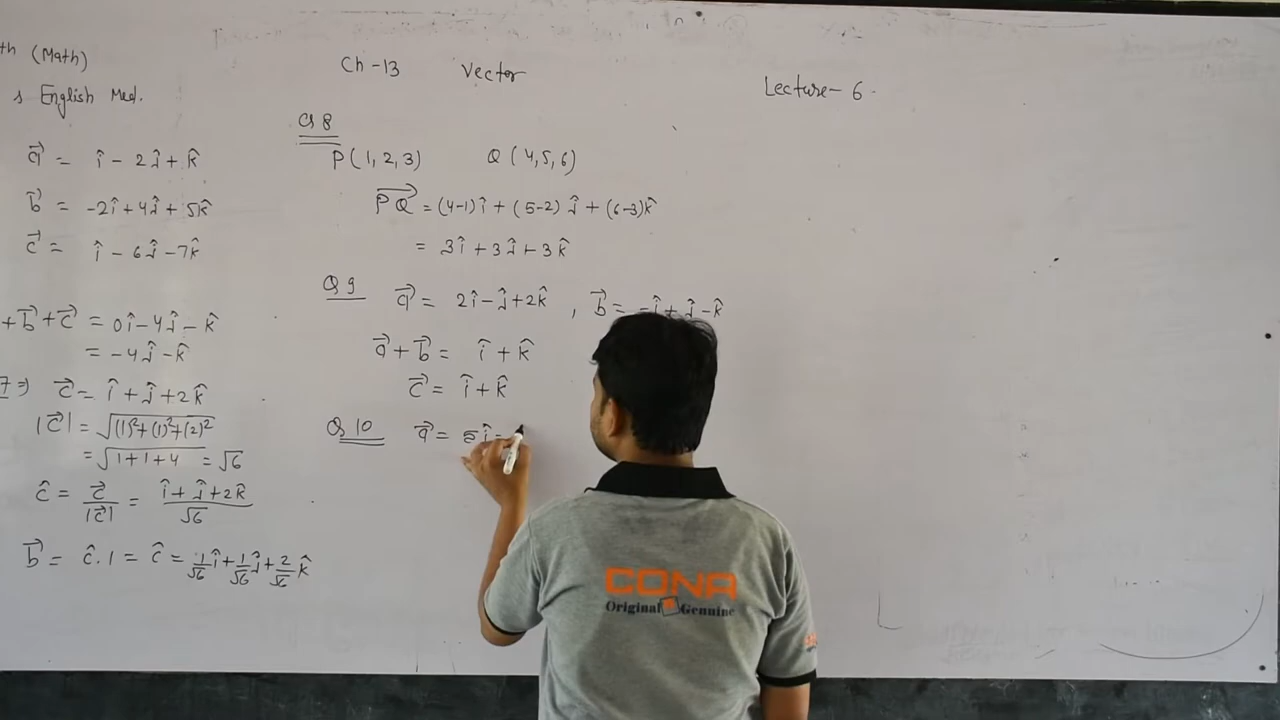 th (Math)
s English Med.
Ch-13 Vector
Lecture- 6.
a⃗ = î - 2ĵ + k̂
b⃗ = -2î + 4ĵ + 5k̂
c⃗ = î - 6ĵ - 7k̂
+ b⃗ + c⃗ = 0î - 4ĵ - k̂
= -4ĵ - k̂
7 ⇒) c⃗ = î + ĵ + 2k̂
|c⃗| = √((1)² + (1)² + (2)²)
= √(1+1+4) = √6
ĉ = c⃗/|c⃗| = (î + ĵ + 2k̂)/√6
b⃗ = ĉ . 1 = ĉ = 1/√6 î + 1/√6 ĵ + 2/√6 k̂
Q 8
P(1, 2, 3) Q (4, 5, 6)
PQ⃗ = (4-1)î + (5-2) ĵ + (6-3)k̂
= 3î + 3ĵ + 3k̂
Q 9 a⃗ = 2î - ĵ + 2k̂ , b⃗ = -î + ĵ - k̂
a⃗ + b⃗ = î + k̂
c⃗ = î + k̂
Q 10 a⃗ = 5î -
CONA
Original Gennine